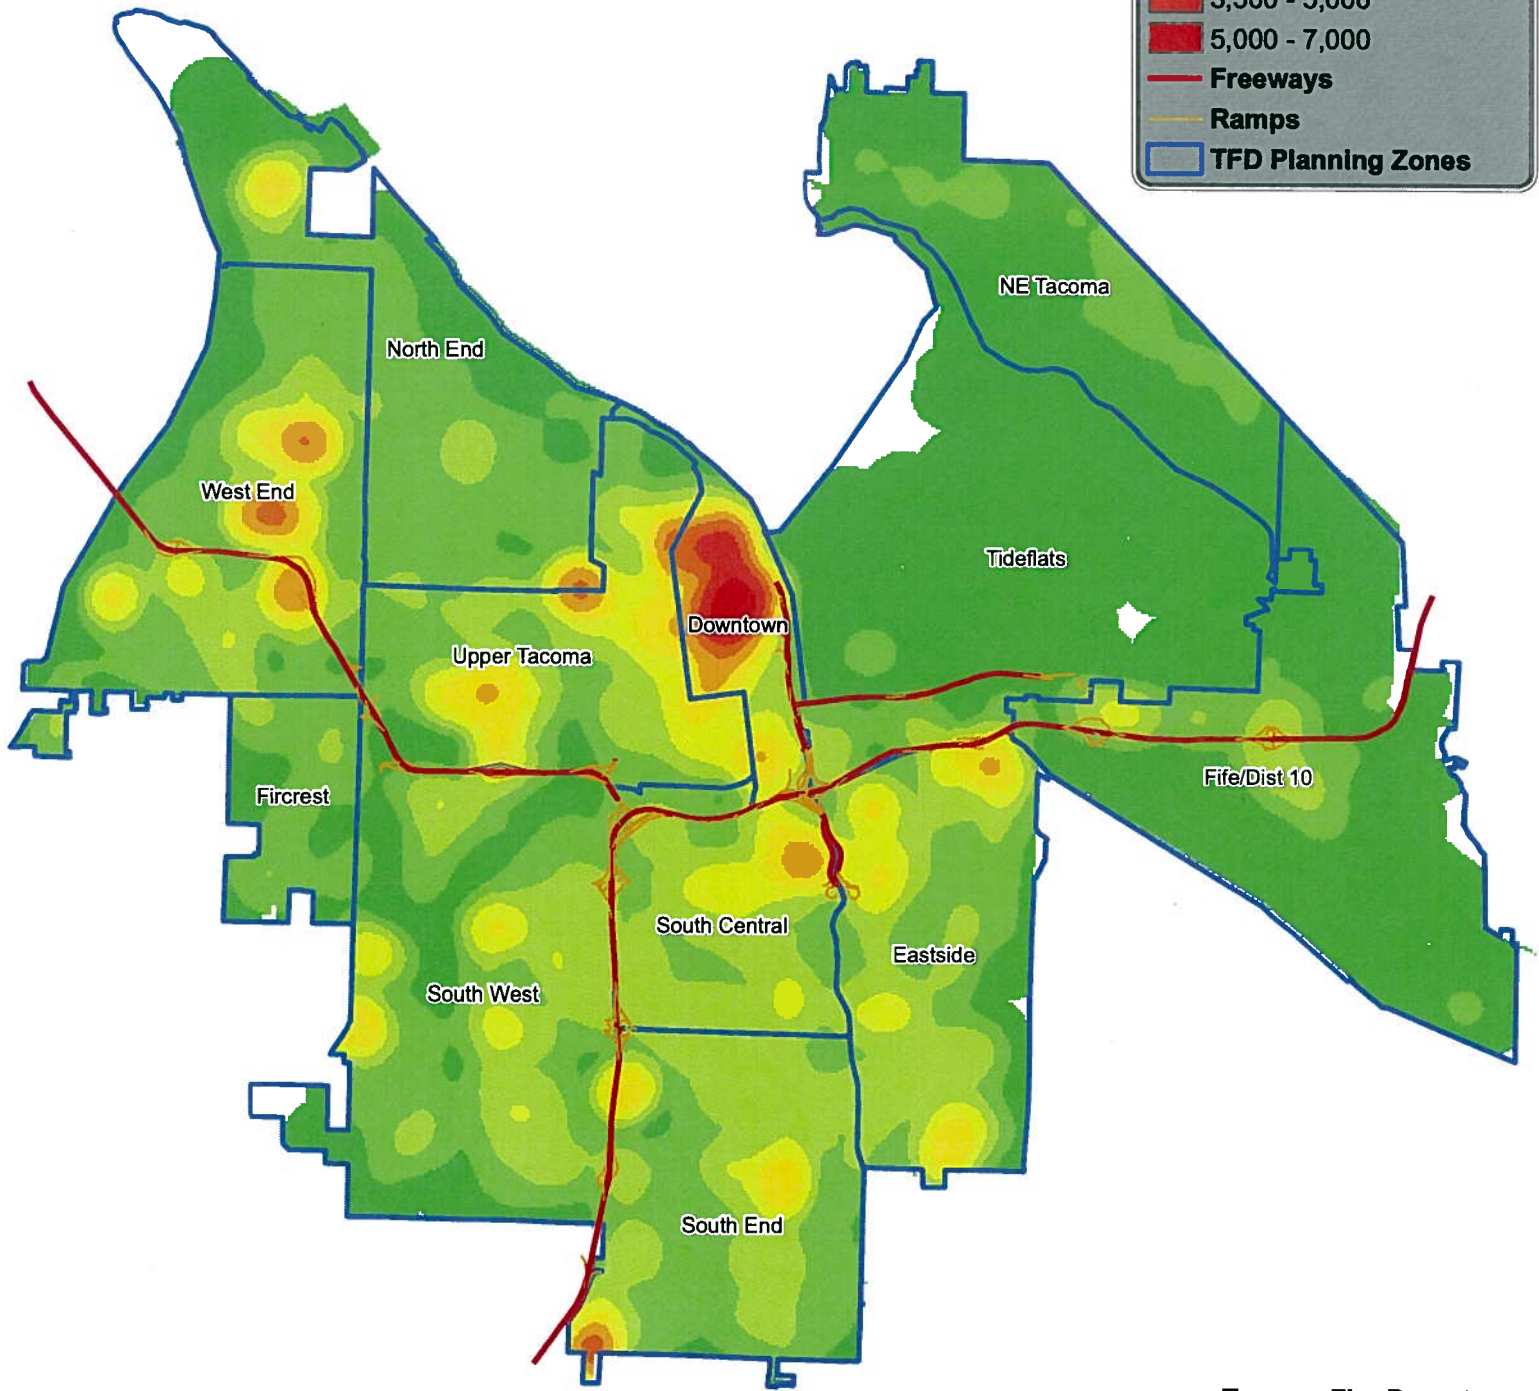 5,000 - 7,000
Freeways
Ramps
TFD Planning Zones
NE Tacoma
North End
West End
Tideflats
Downtown
Upper Tacoma
Fife/Dist 10
Fircrest
South Central
Eastside
South West
South End